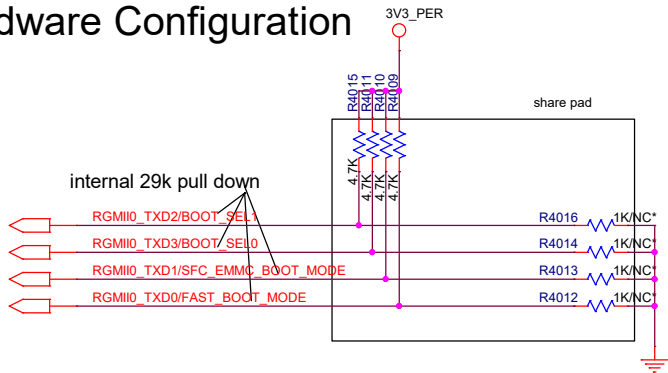 dware Configuration
3V3_PER
R4015
R4011
R4010
R4009
share pad
4.7K
4.7K
4.7K
4.7K
internal 29k pull down
RGMII0_TXD2/BOOT_SEL1
R4016
1K/NC*
RGMII0_TXD3/BOOT_SEL0
R4014
1K/NC*
RGMII0_TXD1/SFC_EMMC_BOOT_MODE
R4013
1K/NC*
RGMII0_TXD0/FAST_BOOT_MODE
R4012
1K/NC*